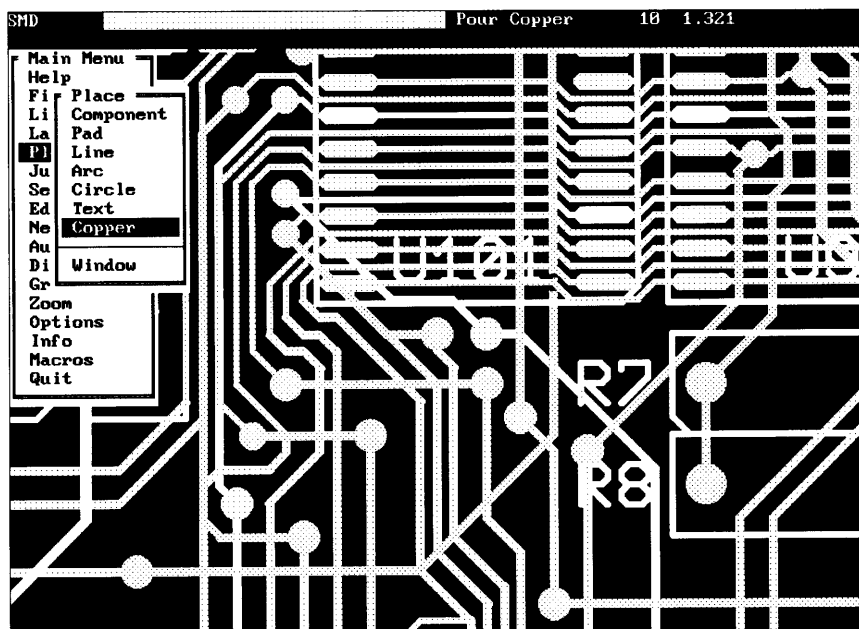 SMD Pour Copper 10 1.321
Main Menu
Help
Fi
Place
Li
Component
La
Pad
Pl
Line
Ju
Arc
Se
Circle
Ed
Text
Ne
Copper
Au
Di
Window
Gr
Zoom
Options
Info
Macros
Quit
U101
U8
R7
R8